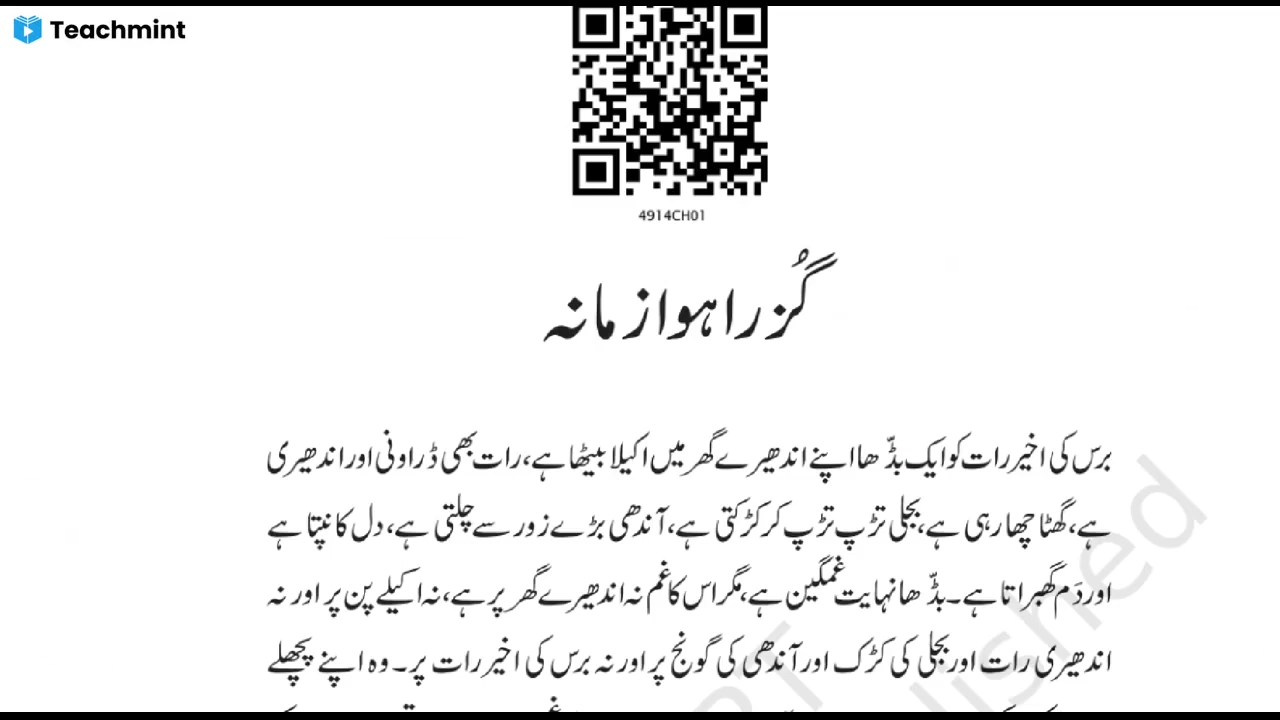 Teachmint
4914CH01
گُزرا ہوا زمانہ
برس کی اخیر رات کو ایک بڈّھا اپنے اندھیرے گھر میں اکیلا بیٹھا ہے، رات بھی ڈراونی اور اندھیری
ہے، گھٹا چھا رہی ہے، بجلی تڑپ تڑپ کر کڑکتی ہے، آندھی بڑے زور سے چلتی ہے، دل کانپتا ہے
اور دَم گھبراتا ہے۔ بڈّھا نہایت غمگین ہے، مگر اس کا غم نہ اندھیرے گھر پر ہے، نہ اکیلے پن پر اور نہ
اندھیری رات اور بجلی کی کڑک اور آندھی کی گونج پر اور نہ برس کی اخیر رات پر۔ وہ اپنے پچھلے